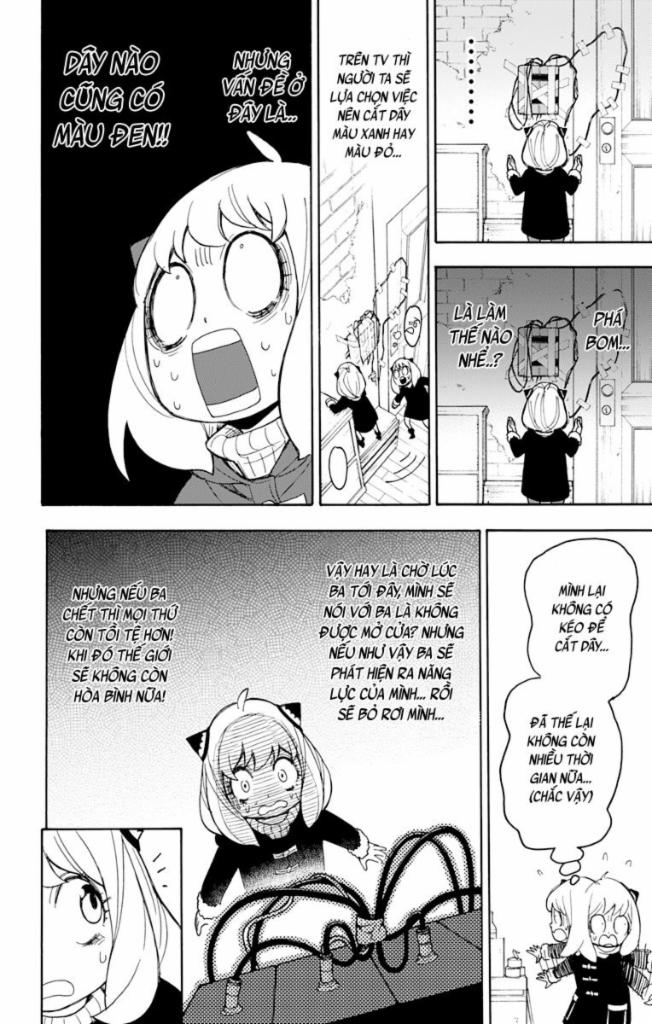 PHÁ
BOM!...
LÀ LÀM
THẾ NÀO
NHỂ..?
TRÊN TV THÌ
NGƯỜI TA SẼ
LỰA CHỌN VIỆC
NÊN CẮT DÂY
MÀU XANH HAY
MÀU ĐỎ...
NHƯNG
VẤN ĐỀ Ở
ĐÂY LÀ...
DÂY NÀO
CŨNG CÓ
MÀU ĐEN!!
MÌNH LẠI
KHÔNG CÓ
KÉO ĐỂ
CẮT DÂY...
ĐÃ THẾ LẠI
KHÔNG CÒN
NHIỀU THỜI
GIAN NỮA...
(CHẮC VẬY)
VẬY HAY LÀ CHỜ LÚC
BA TỚI ĐÂY, MÌNH SẼ
NÓI VỚI BA LÀ KHÔNG
ĐƯỢC MỞ CỬA? NHƯNG
NẾU NHƯ VẬY BA SẼ
PHÁT HIỆN RA NĂNG
LỰC CỦA MÌNH... RỒI
SẼ BỎ RƠI MÌNH...
NHƯNG NẾU BA
CHẾT THÌ MỌI THỨ
CÒN TỒI TỆ HƠN!
KHI ĐÓ THẾ GIỚI
SẼ KHÔNG CÒN
HÒA BÌNH NỮA!